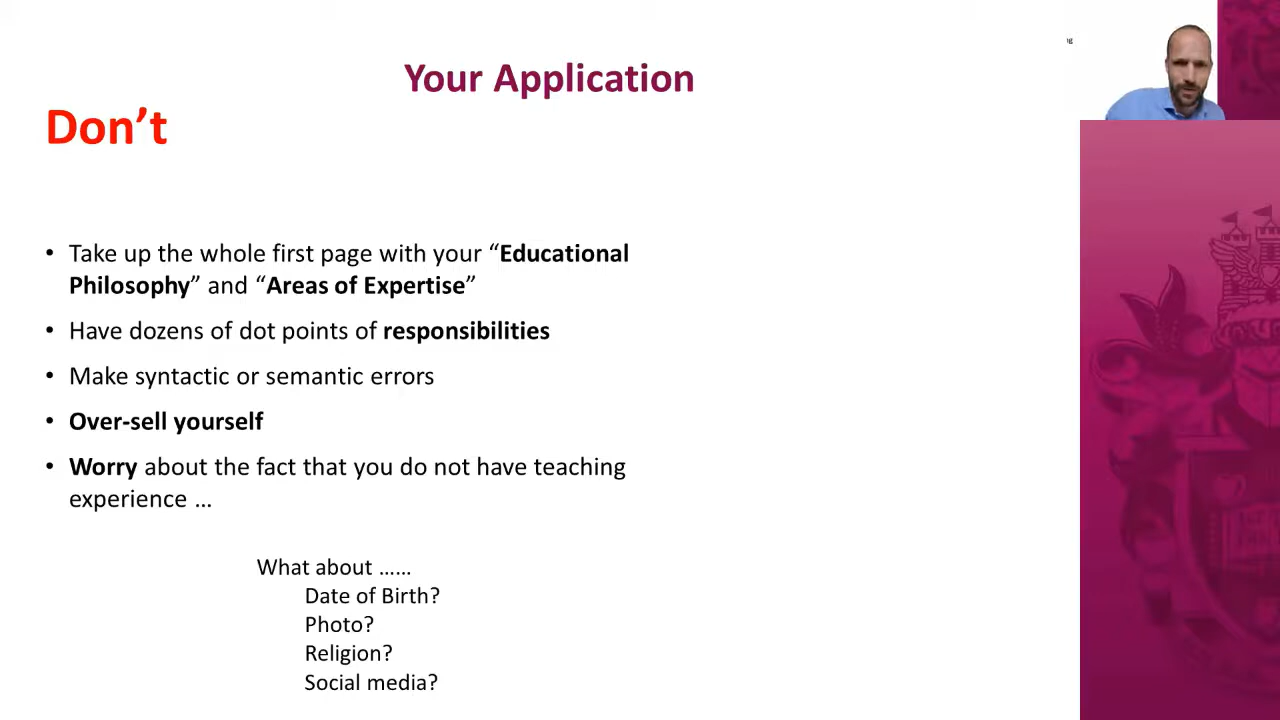 Your Application
Don’t
• Take up the whole first page with your “Educational
Philosophy” and “Areas of Expertise”
• Have dozens of dot points of responsibilities
• Make syntactic or semantic errors
• Over-sell yourself
• Worry about the fact that you do not have teaching
experience ...
What about ……
Date of Birth?
Photo?
Religion?
Social media?